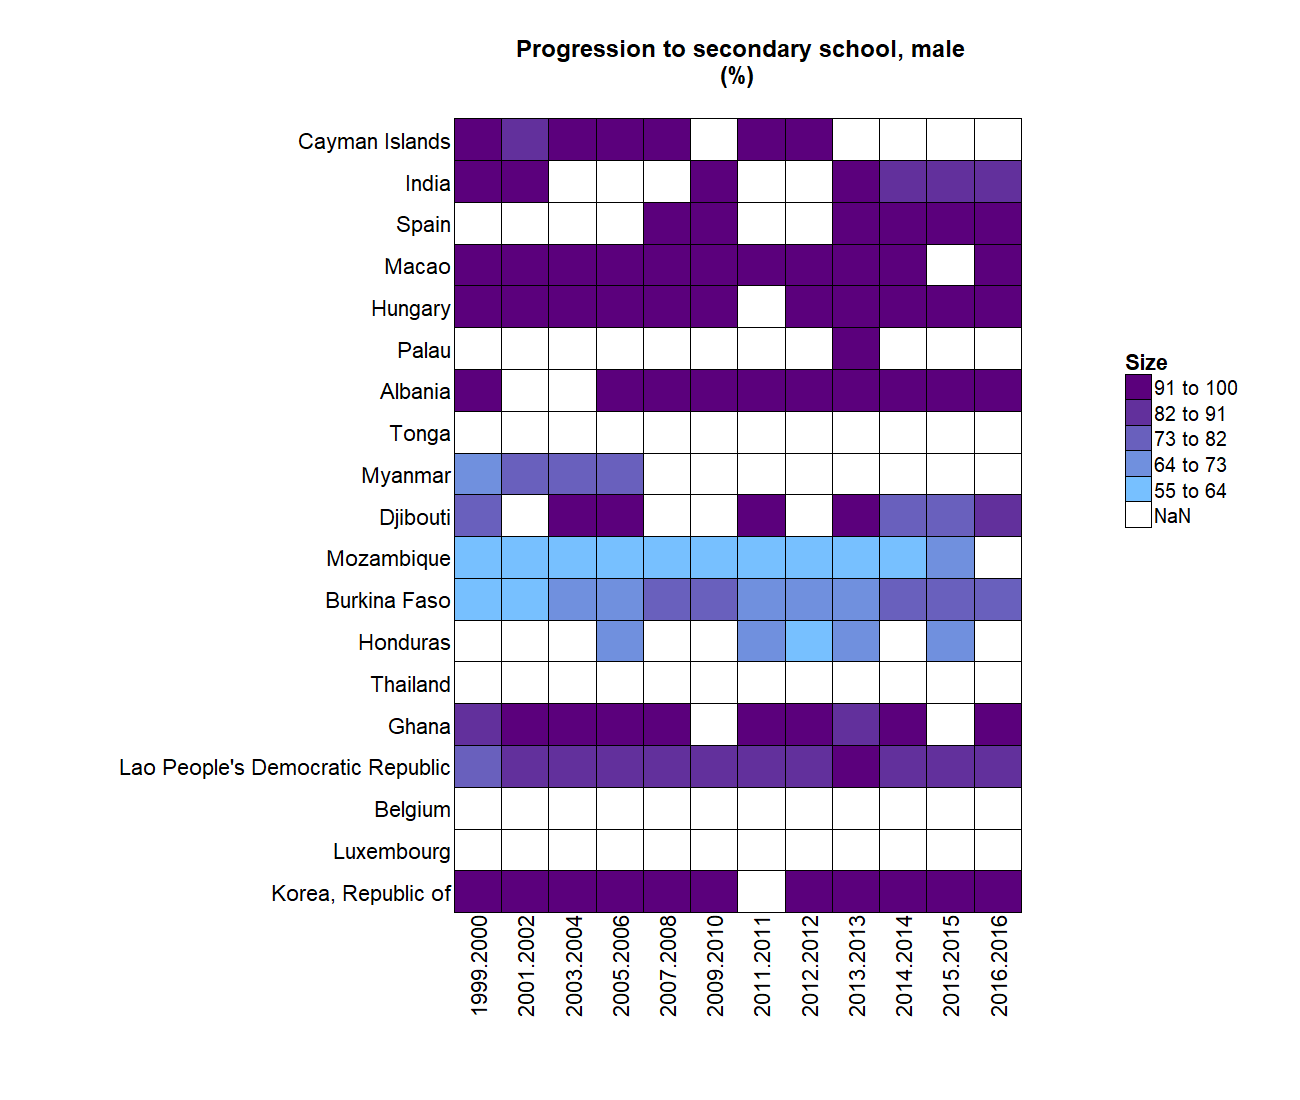 Progression to secondary school, male
(%)
Cayman Islands
India
Spain
Macao
Hungary
Palau
Albania
Tonga
Myanmar
Djibouti
Mozambique
Burkina Faso
Honduras
Thailand
Ghana
Lao People's Democratic Republic
Belgium
Luxembourg
Korea, Republic of
1999.2000
2001.2002
2003.2004
2005.2006
2007.2008
2009.2010
2011.2011
2012.2012
2013.2013
2014.2014
2015.2015
2016.2016
Size
91 to 100
82 to 91
73 to 82
64 to 73
55 to 64
NaN